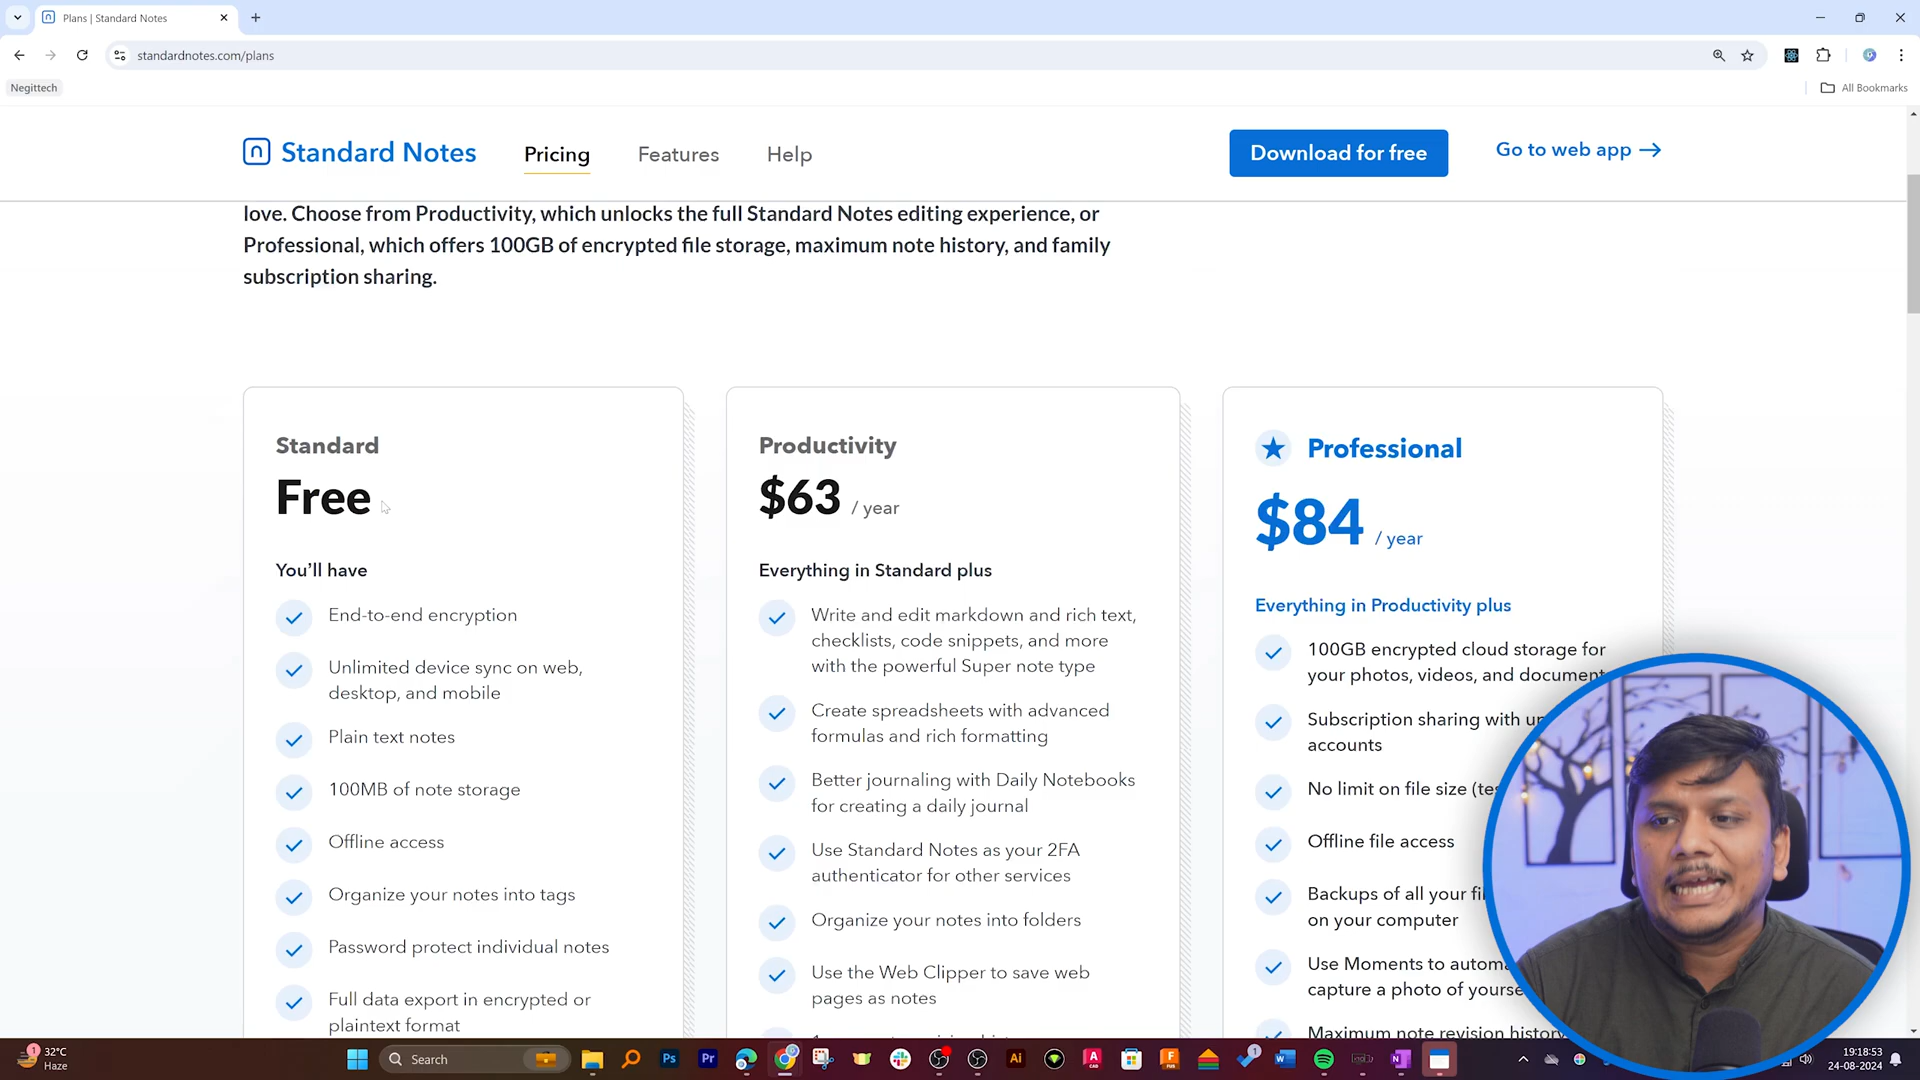 Plans | Standard Notes
standardnotes.com/plans
Negittech
All Bookmarks
Standard Notes
Pricing
Features
Help
Download for free
Go to web app →
love. Choose from Productivity, which unlocks the full Standard Notes editing experience, or
Professional, which offers 100GB of encrypted file storage, maximum note history, and family
subscription sharing.
Standard
Free
You'll have
End-to-end encryption
Unlimited device sync on web,
desktop, and mobile
Plain text notes
100MB of note storage
Offline access
Organize your notes into tags
Password protect individual notes
Full data export in encrypted or
plaintext format
Productivity
$63 / year
Everything in Standard plus
Write and edit markdown and rich text,
checklists, code snippets, and more
with the powerful Super note type
Create spreadsheets with advanced
formulas and rich formatting
Better journaling with Daily Notebooks
for creating a daily journal
Use Standard Notes as your 2FA
authenticator for other services
Organize your notes into folders
Use the Web Clipper to save web
pages as notes
Professional
$84 / year
Everything in Productivity plus
100GB encrypted cloud storage for
your photos, videos, and document
Subscription sharing with
accounts
No limit on file size
Offline file access
Backups of all your
on your computer
Use Moments to
capture a photo of
Maximum note revision history
1
32°C
Haze
Search
Ps
Pr
Ai
1
19:18:53
24-08-2024